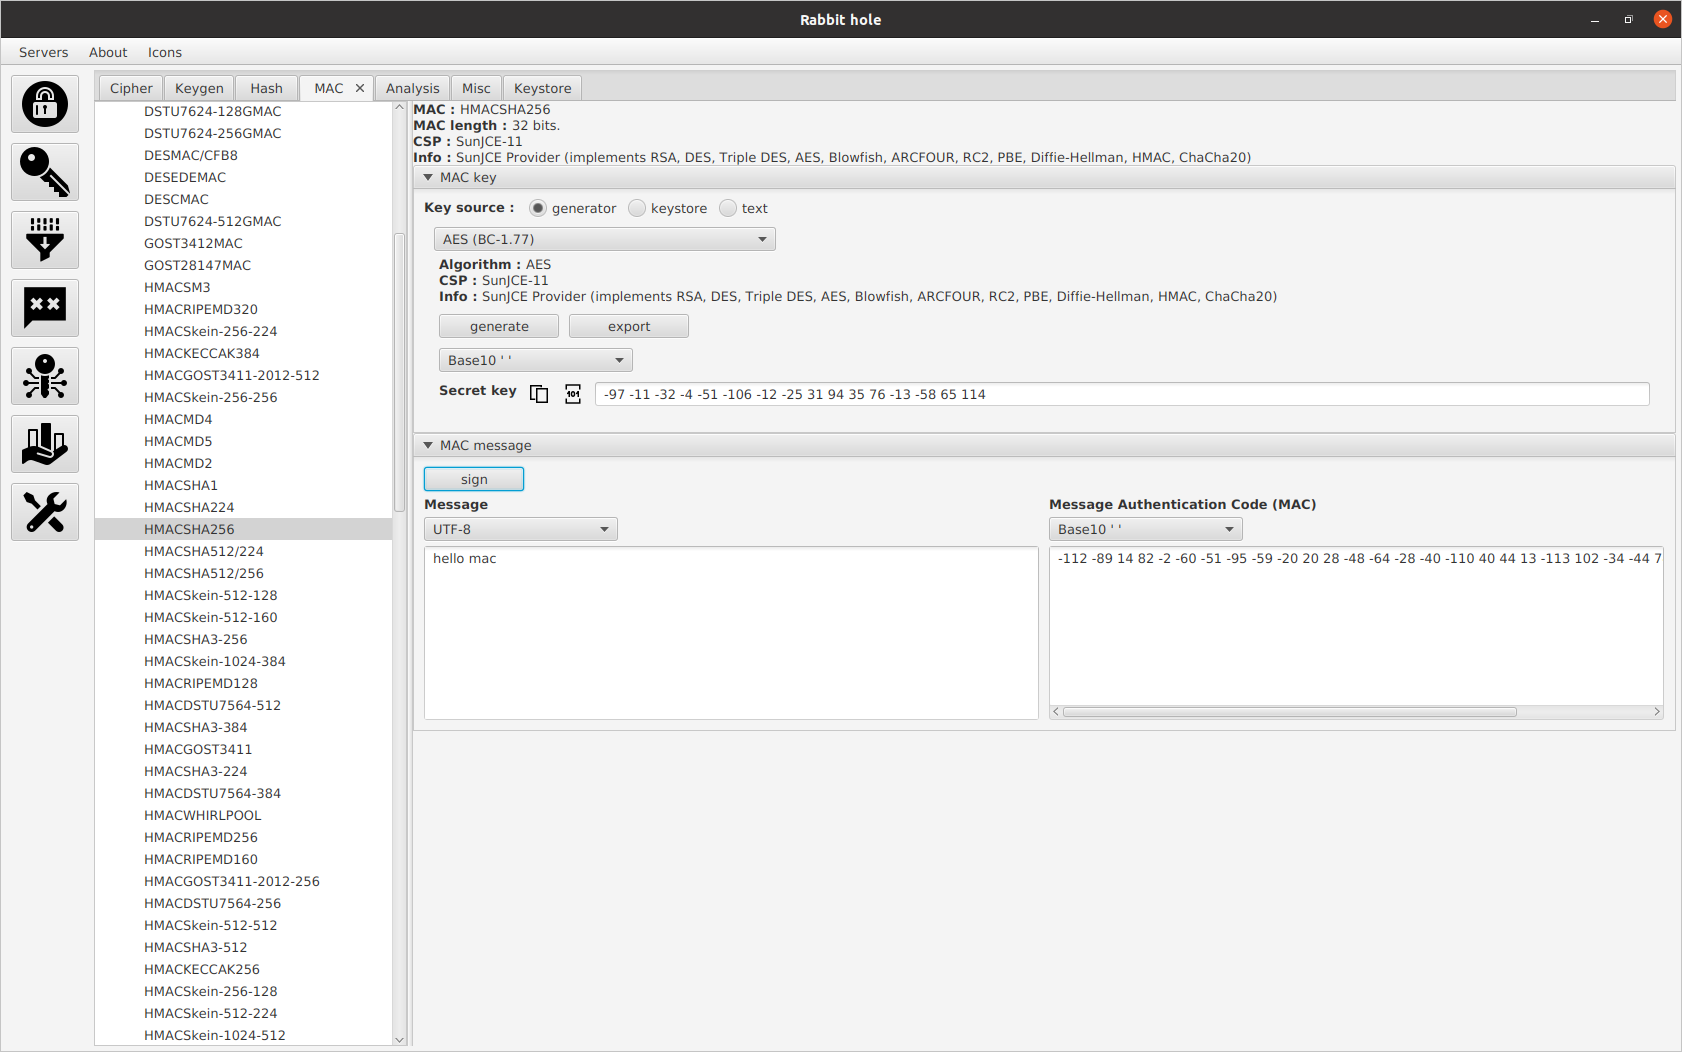 Rabbit hole
Servers About Icons
Cipher Keygen Hash MAC Analysis Misc Keystore
DSTU7624-128GMAC
DSTU7624-256GMAC
DESMAC/CFB8
DESEDEMAC
DESCMAC
DSTU7624-512GMAC
GOST3412MAC
GOST28147MAC
HMACSM3
HMACRIPEMD320
HMACSkein-256-224
HMACKECCAK384
HMACGOST3411-2012-512
HMACSkein-256-256
HMACMD4
HMACMD5
HMACMD2
HMACSHA1
HMACSHA224
HMACSHA256
HMACSHA512/224
HMACSHA512/256
HMACSkein-512-128
HMACSkein-512-160
HMACSHA3-256
HMACSkein-1024-384
HMACRIPEMD128
HMACDSTU7564-512
HMACSHA3-384
HMACGOST3411
HMACSHA3-224
HMACDSTU7564-384
HMACWHIRLPOOL
HMACRIPEMD256
HMACRIPEMD160
HMACGOST3411-2012-256
HMACDSTU7564-256
HMACSkein-512-512
HMACSHA3-512
HMACKECCAK256
HMACSkein-256-128
HMACSkein-512-224
HMACSkein-1024-512
MAC : HMACSHA256
MAC length : 32 bits.
CSP : SunJCE-11
Info : SunJCE Provider (implements RSA, DES, Triple DES, AES, Blowfish, ARCFOUR, RC2, PBE, Diffie-Hellman, HMAC, ChaCha20)
MAC key
Key source : generator keystore text
AES (BC-1.77)
Algorithm : AES
CSP : SunJCE-11
Info : SunJCE Provider (implements RSA, DES, Triple DES, AES, Blowfish, ARCFOUR, RC2, PBE, Diffie-Hellman, HMAC, ChaCha20)
generate export
Base10 ' '
Secret key 101 -97 -11 -32 -4 -51 -106 -12 -25 31 94 35 76 -13 -58 65 114
MAC message
sign
Message
UTF-8
hello mac
Message Authentication Code (MAC)
Base10 ' '
-112 -89 14 82 -2 -60 -51 -95 -59 -20 20 28 -48 -64 -28 -40 -110 40 44 13 -113 102 -34 -44 7